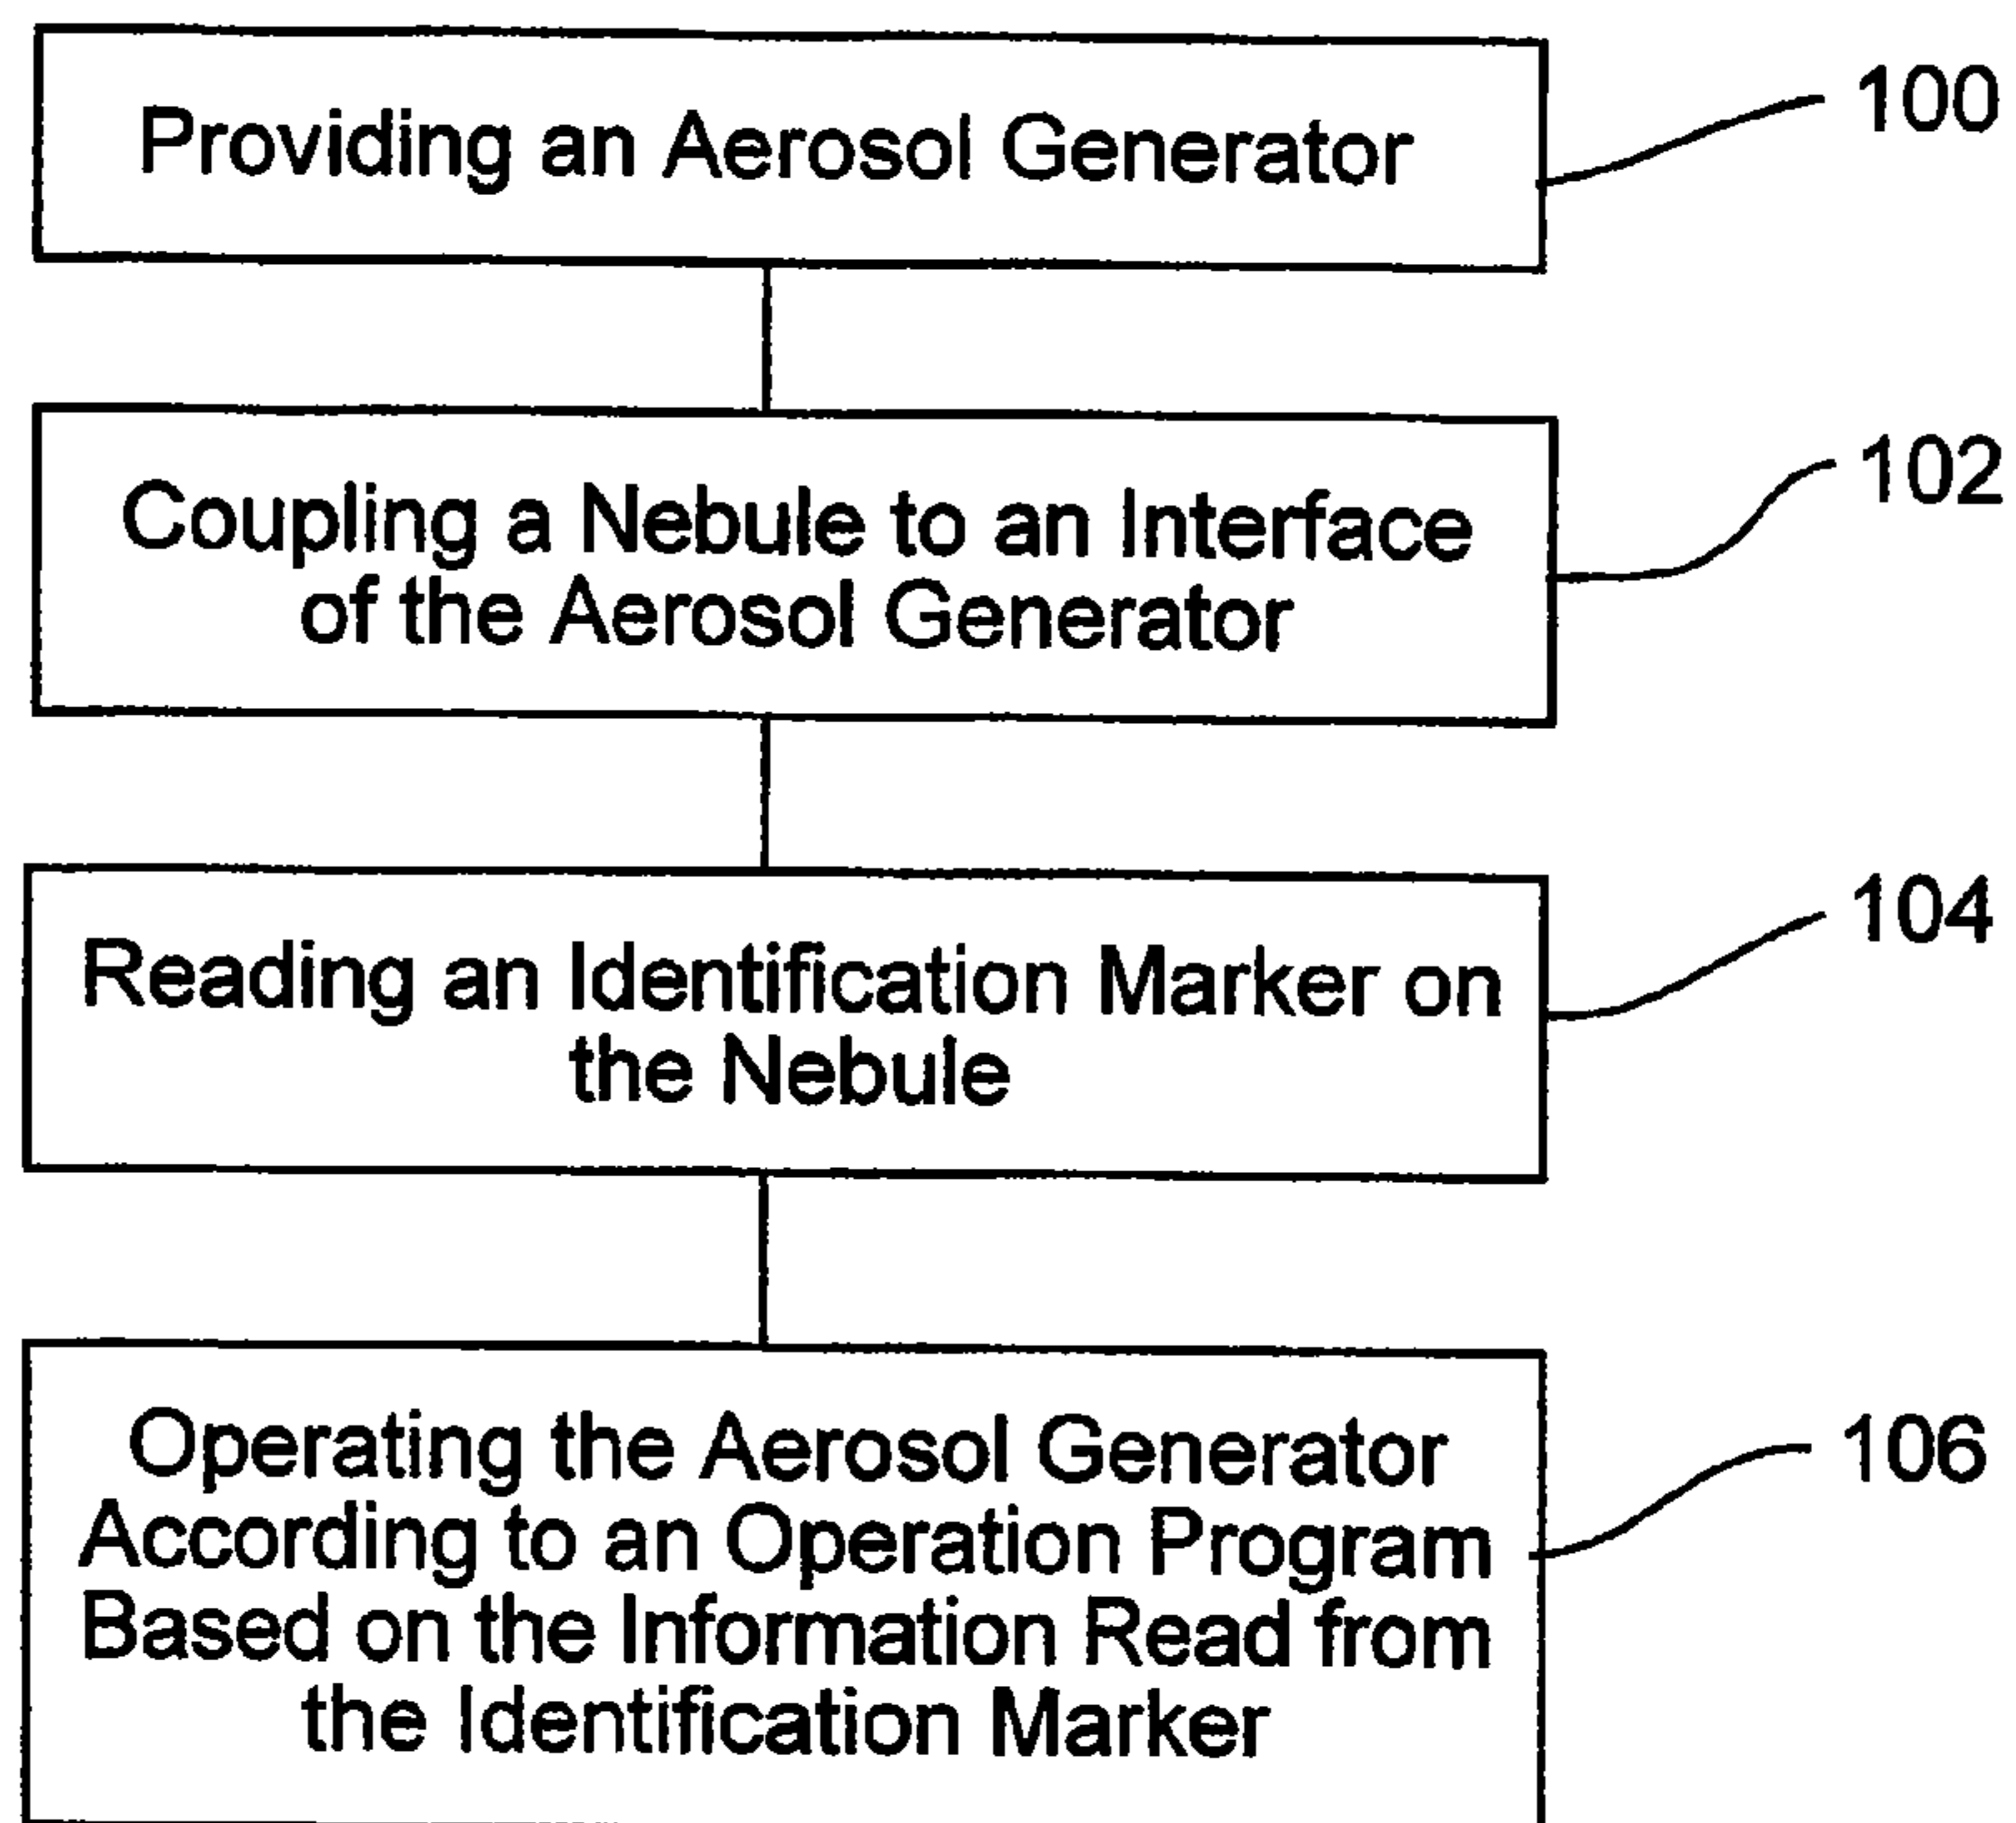 Providing an Aerosol Generator
100
Coupling a Nebule to an Interface
of the Aerosol Generator
102
Reading an Identification Marker on
the Nebule
104
Operating the Aerosol Generator
According to an Operation Program
Based on the Information Read from
the Identification Marker
106